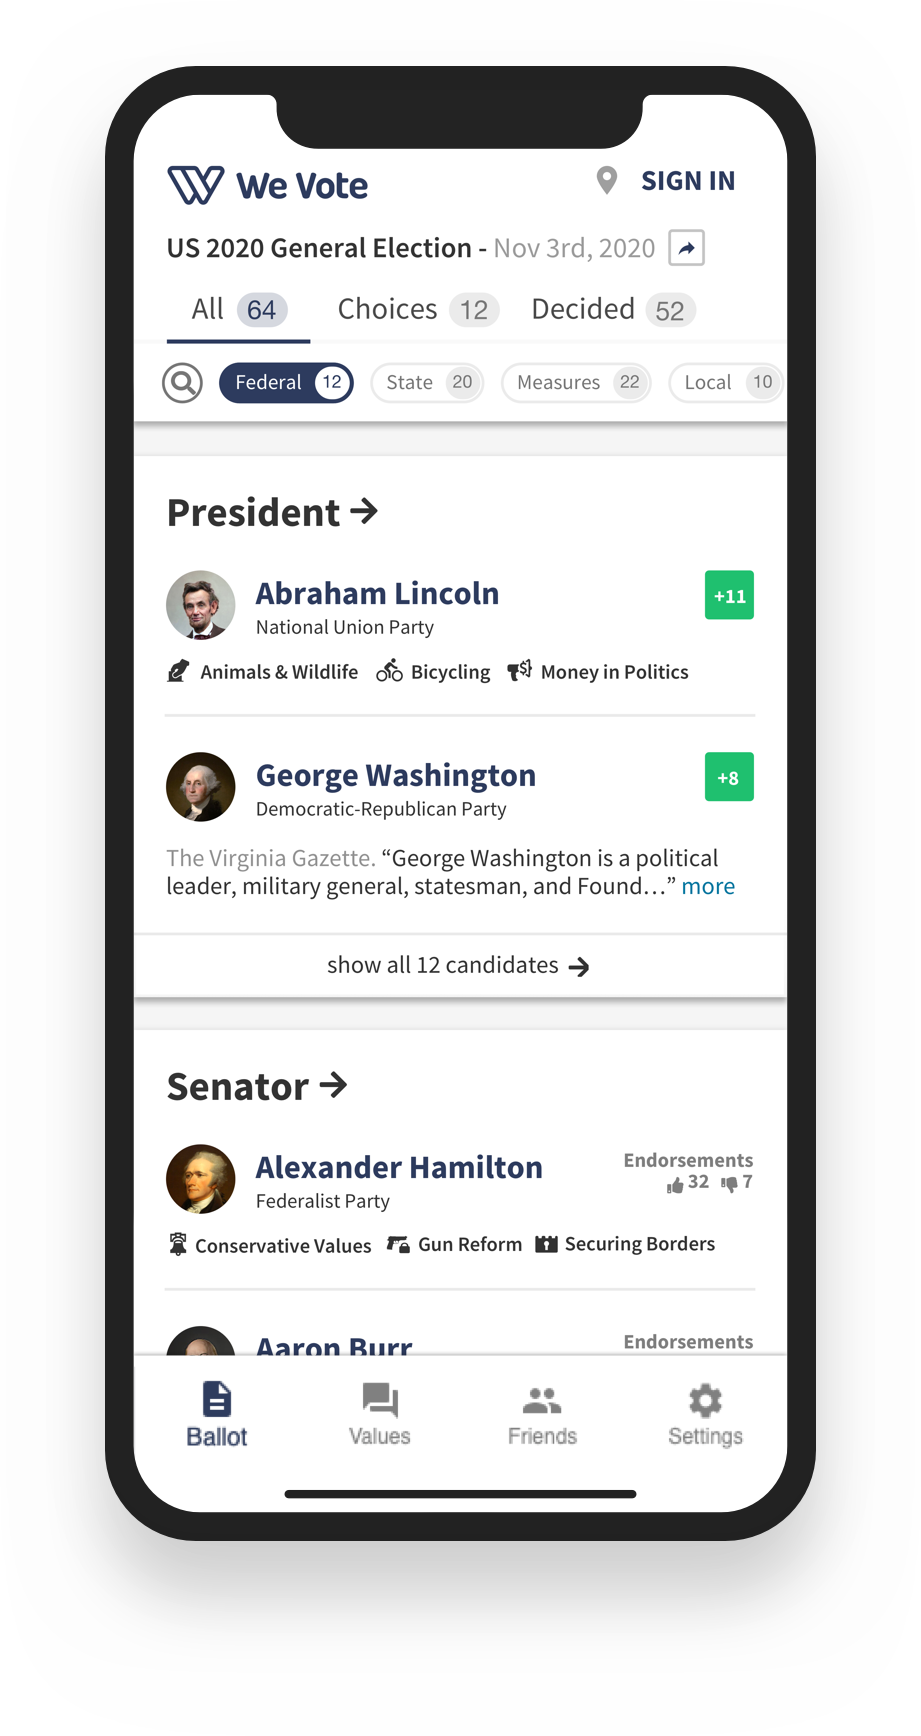 We Vote SIGN IN
US 2020 General Election - Nov 3rd, 2020
All 64 Choices 12 Decided 52
Federal 12 State 20 Measures 22 Local 10
President
Abraham Lincoln +11
National Union Party
Animals & Wildlife Bicycling Money in Politics
George Washington +8
Democratic-Republican Party
The Virginia Gazette. “George Washington is a political
leader, military general, statesman, and Found…” more
show all 12 candidates
Senator
Alexander Hamilton Endorsements
Federalist Party 32 7
Conservative Values Gun Reform Securing Borders
Aaron Burr Endorsements
Ballot Values Friends Settings